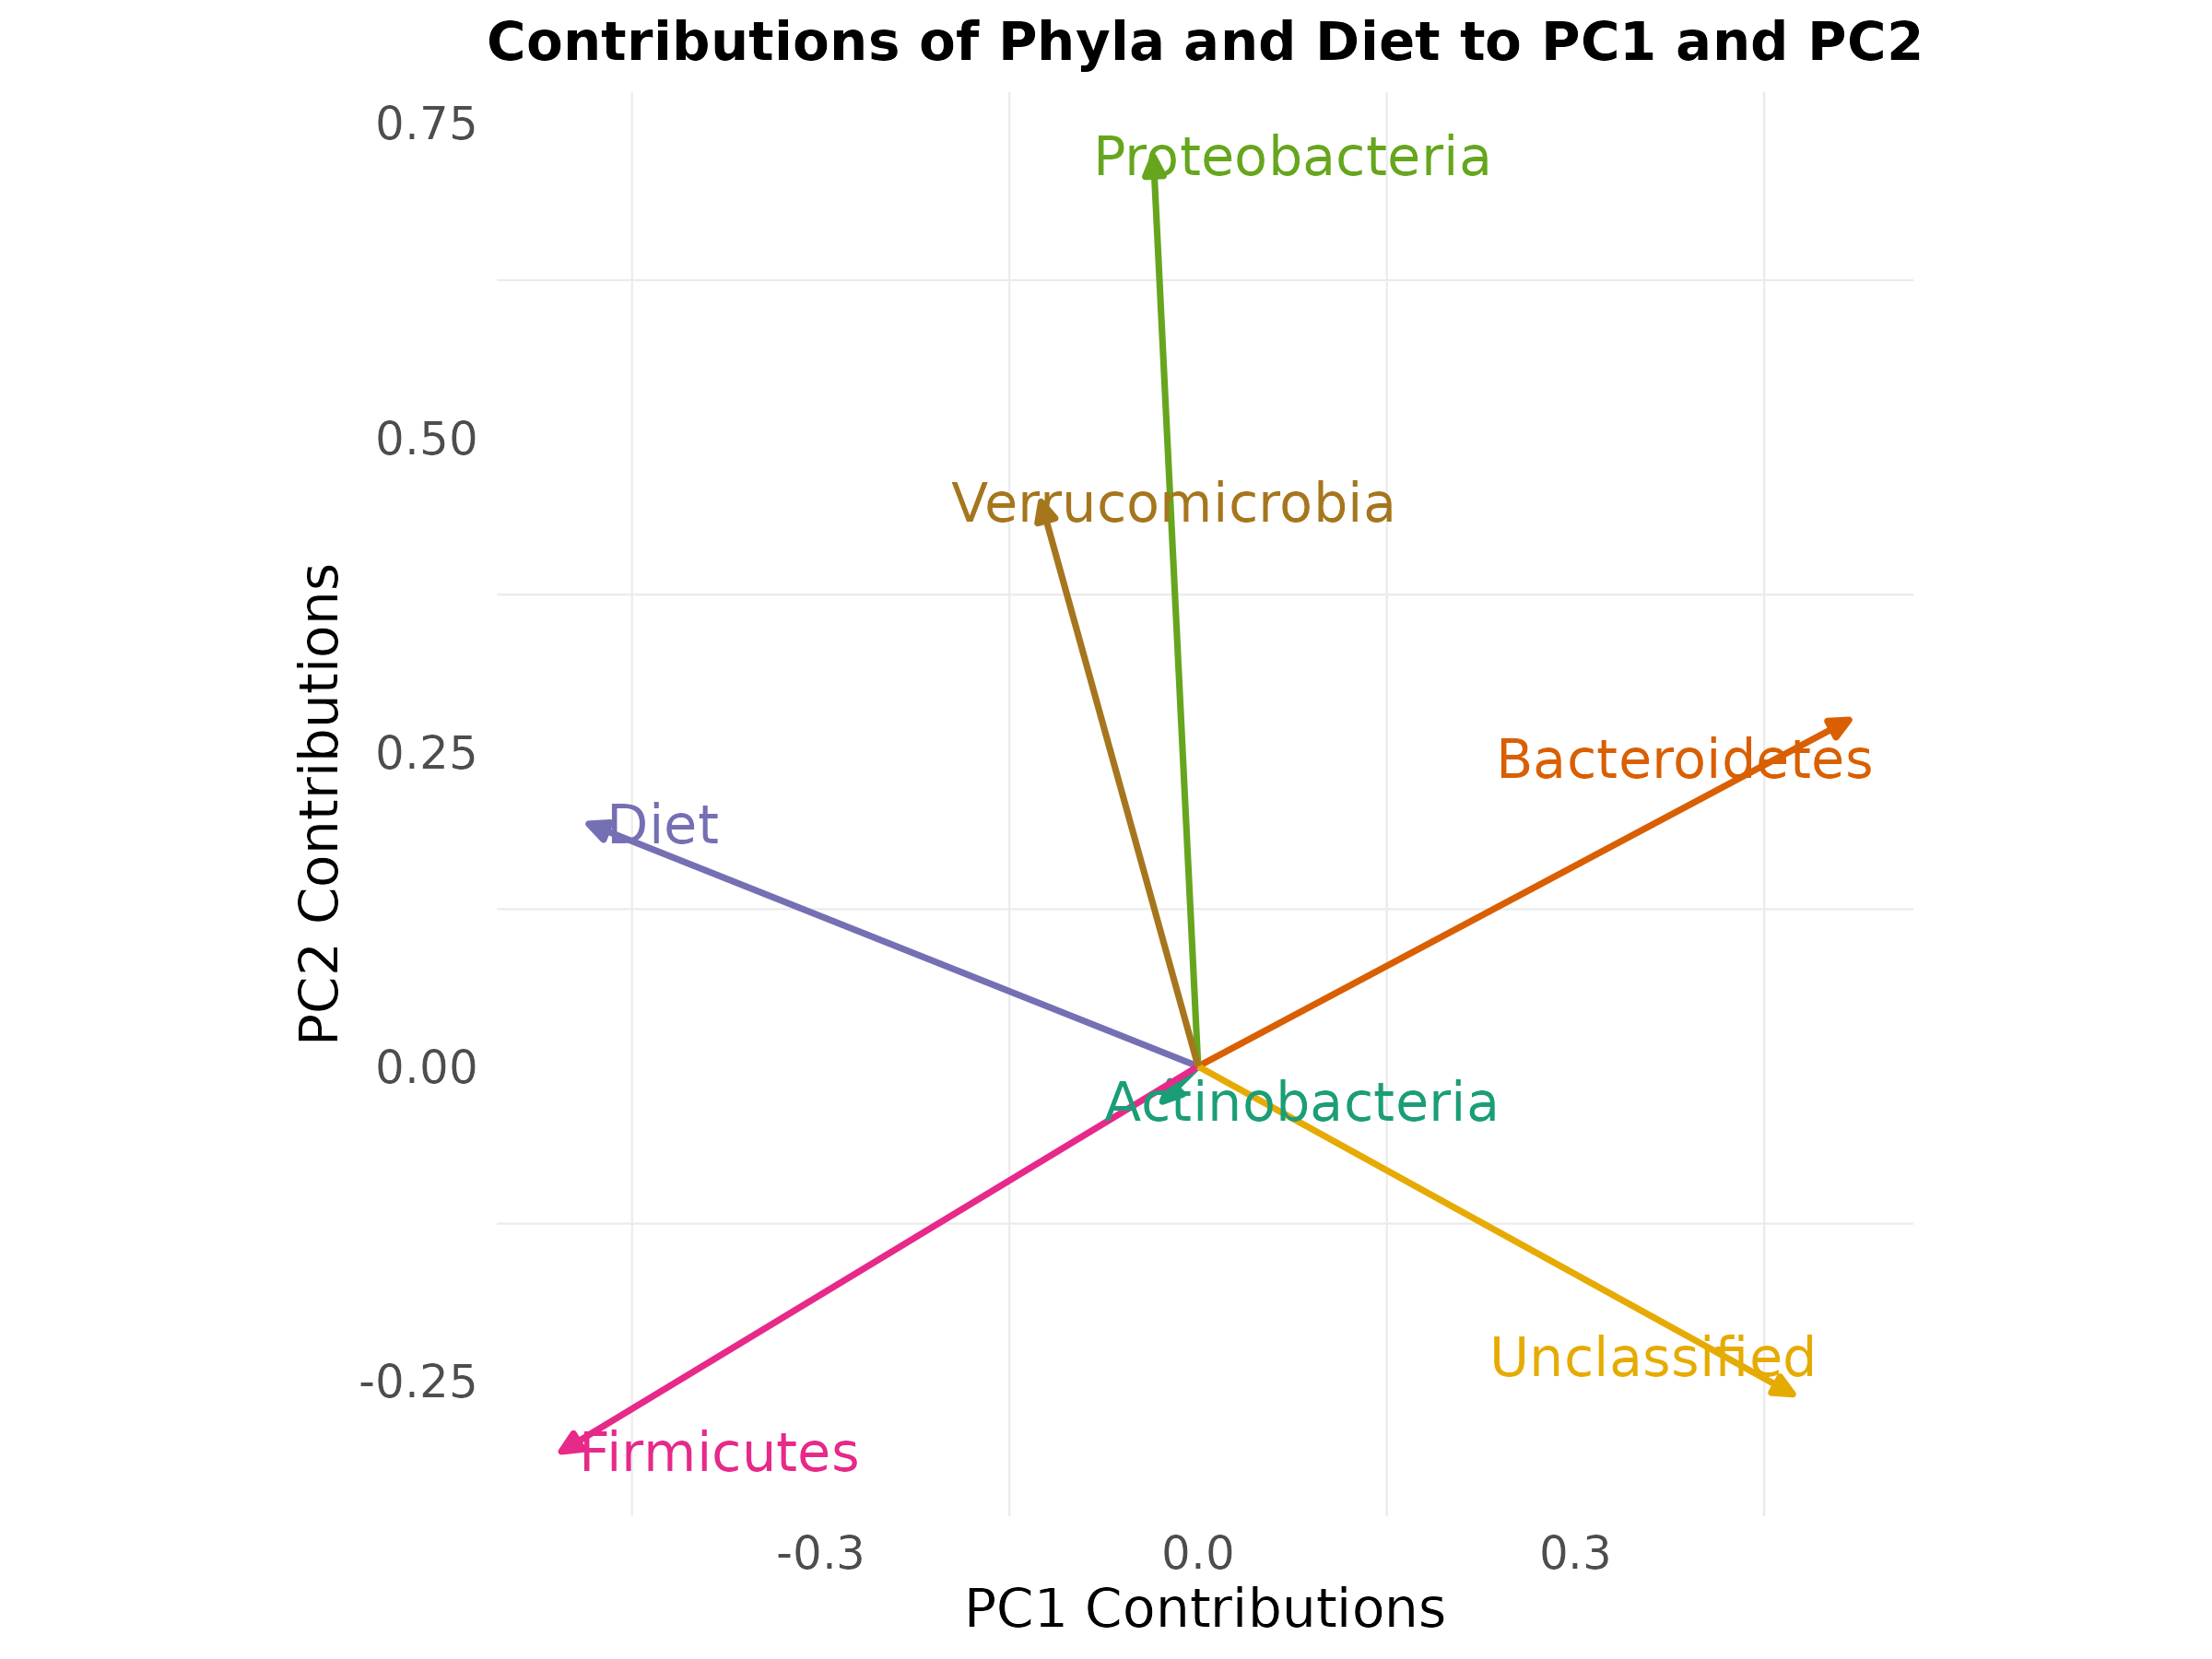 Contributions of Phyla and Diet to PC1 and PC2
0.75
Proteobacteria
0.50
Verrucomicrobia
0.25
Bacteroidetes
Diet
PC2 Contributions
0.00
Actinobacteria
Unclassified
-0.25
Firmicutes
-0.3 0.0 0.3
PC1 Contributions